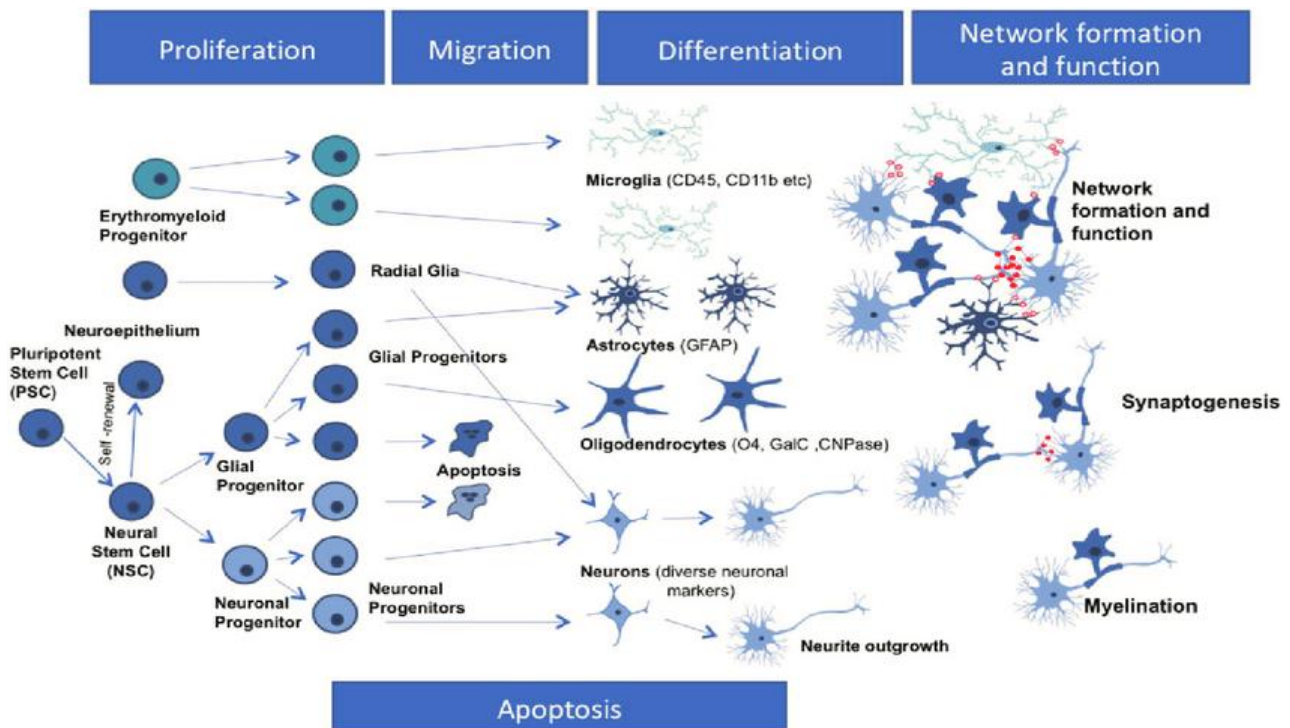 Proliferation
Migration
Differentiation
Network formation
and function
Erythromyeloid
Progenitor
Neuroepithelium
Pluripotent
Stem Cell
(PSC)
Self -renewal
Neural
Stem Cell
(NSC)
Glial
Progenitor
Neuronal
Progenitor
Radial Glia
Glial Progenitors
Apoptosis
Neuronal
Progenitors
Microglia (CD45, CD11b etc)
Astrocytes (GFAP)
Oligodendrocytes (O4, GalC ,CNPase)
Neurons (diverse neuronal
markers)
Neurite outgrowth
Network
formation and
function
Synaptogenesis
Myelination
Apoptosis